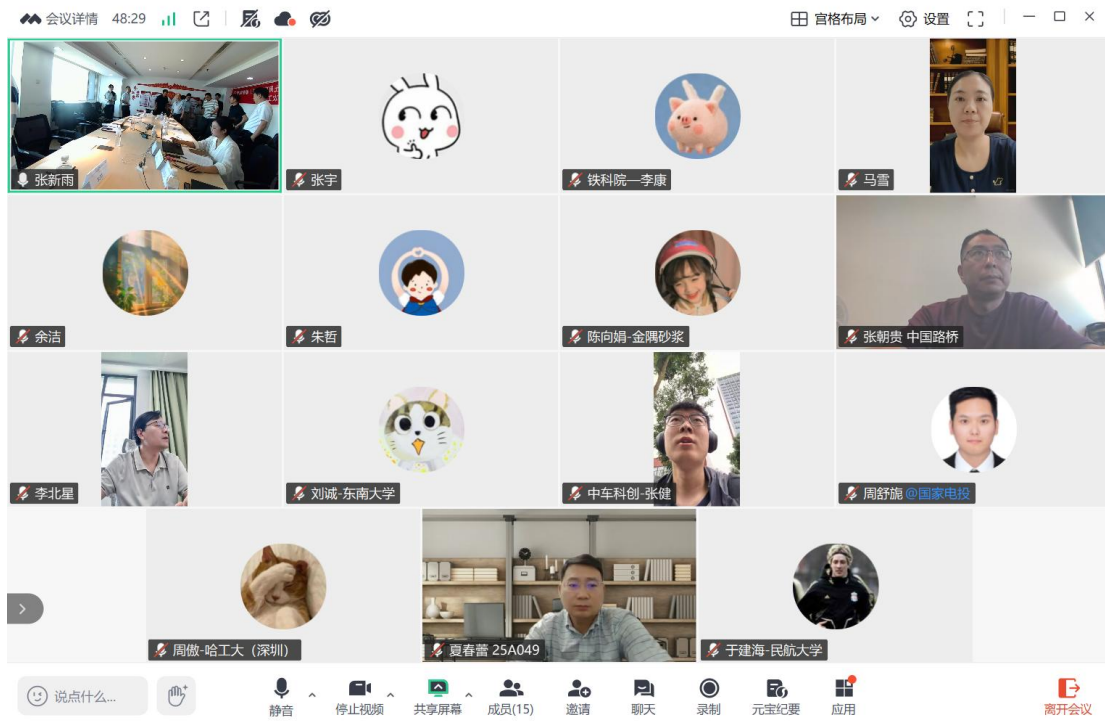 会议详情 48:29
宫格布局 设置
张新雨
张宇
铁科院—李康
马雪
余洁
朱哲
陈向娟-金隅砂浆
张朝贵 中国路桥
李北星
刘诚-东南大学
中车科创-张健
周舒旎@国家电投
周傲-哈工大（深圳）
夏春蕾 25A049
于建海-民航大学
说点什么...
静音
停止视频
共享屏幕
成员(15)
邀请
聊天
录制
元宝纪要
应用
离开会议